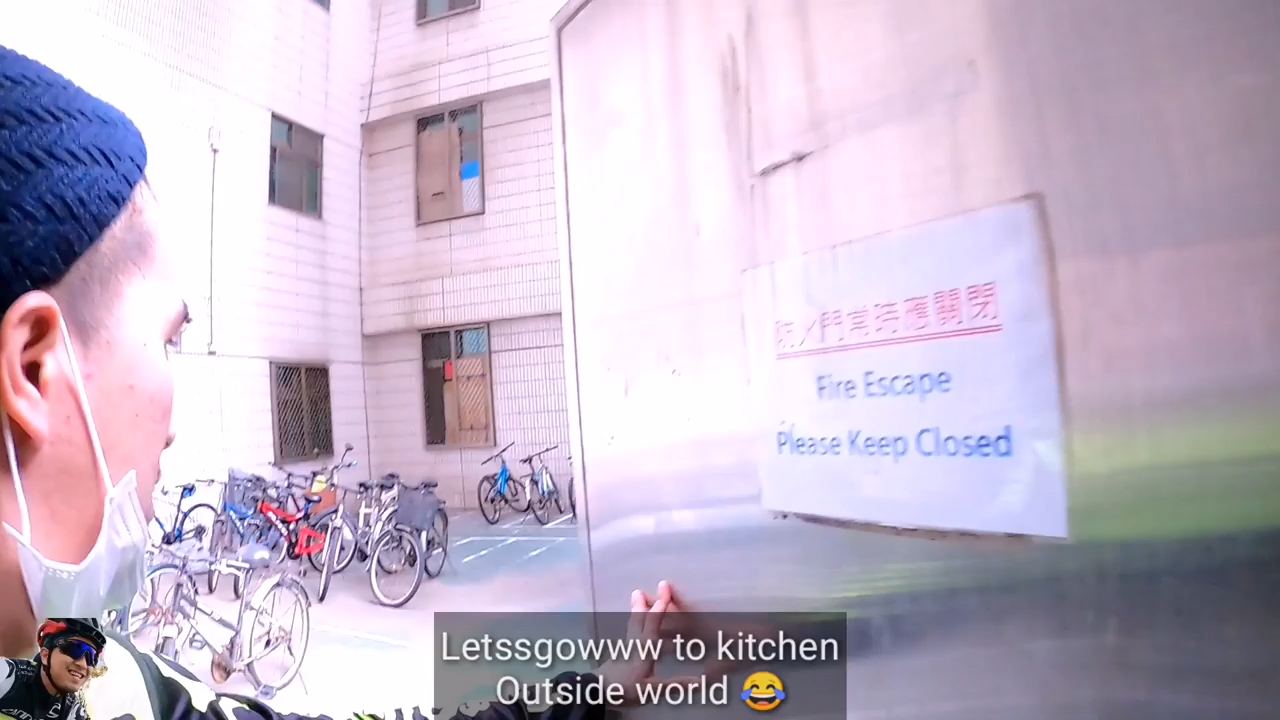 防火門常時應關閉
Fire Escape
Please Keep Closed
Letssgowww to kitchen
Outside world 😂